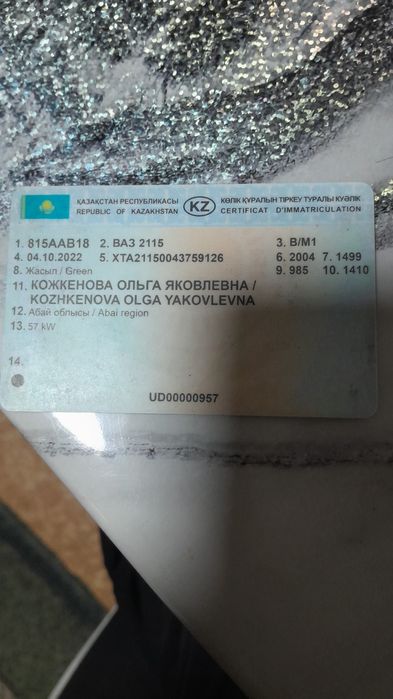 ҚАЗАҚСТАН РЕСПУБЛИКАСЫ KZ КӨЛІК ҚҰРАЛЫН ТІРКЕУ ТУРАЛЫ КУӘЛІК
REPUBLIC OF KAZAKHSTAN CERTIFICAT D'IMMATRICULATION
1. 815AAB18 2. ВАЗ 2115 3. B/M1
4. 04.10.2022 5. XTA21150043759126 6. 2004 7. 1499
8. Жасыл / Green 9. 985 10. 1410
11. КОЖКЕНОВА ОЛЬГА ЯКОВЛЕВНА /
KOZHKENOVA OLGA YAKOVLEVNA
12. Абай облысы / Abai region
13. 57 kW
14.
UD00000957